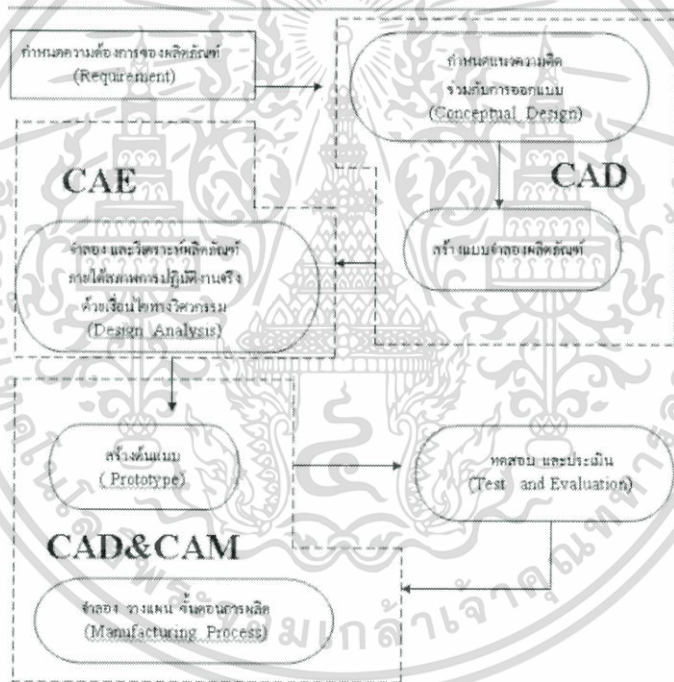 กำหนดความต้องการของผลิตภัณฑ์
(Requirement)
กำหนดแนวความคิด
ร่วมกับการออกแบบ
(Conceptual Design)
CAD
สร้างแบบจำลองผลิตภัณฑ์
CAE
จำลอง และวิเคราะห์ผลิตภัณฑ์
ภายใต้สภาพการปฏิบัติงานจริง
ด้วยเงื่อนไขทางวิศวกรรม
(Design Analysis)
สร้างต้นแบบ
( Prototype)
ทดสอบ และประเมิน
(Test and Evaluation)
CAD&CAM
จำลอง วางแผน ขั้นตอนการผลิต
(Manufacturing Process)